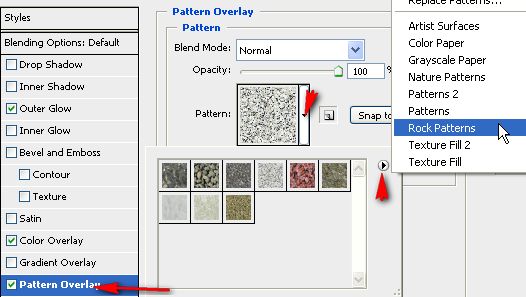 Styles
Blending Options: Default
Drop Shadow
Inner Shadow
Outer Glow
Inner Glow
Bevel and Emboss
Contour
Texture
Satin
Color Overlay
Gradient Overlay
Pattern Overlay
Pattern Overlay
Pattern
Blend Mode: Normal
Opacity: 100 %
Pattern:
Snap to
Replace Patterns...
Artist Surfaces
Color Paper
Grayscale Paper
Nature Patterns
Patterns 2
Patterns
Rock Patterns
Texture Fill 2
Texture Fill